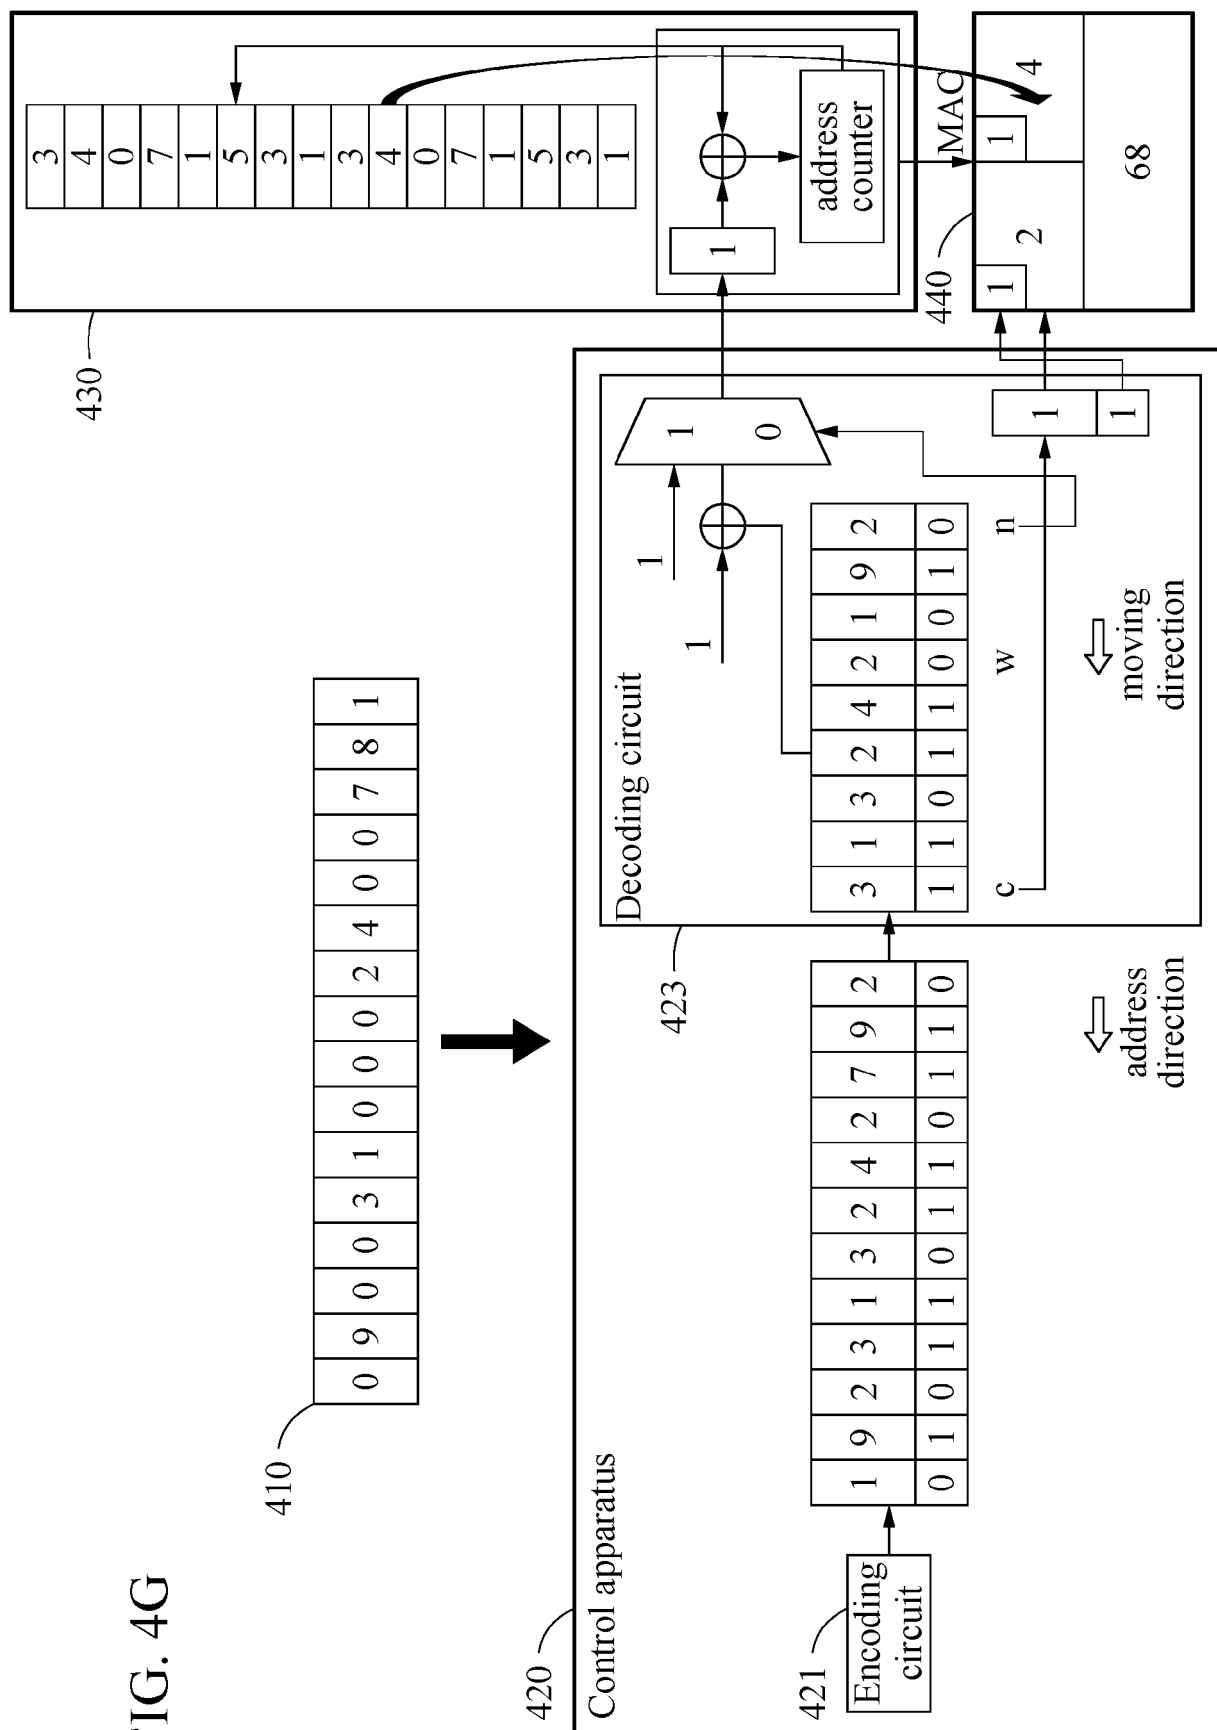 FIG. 4G
410
0 9 0 0 3 1 0 0 0 2 4 0 0 7 8 1
430
3
4
0
7
1
5
3
1
3
4
0
7
1
5
3
1
1
address
counter
420
Control apparatus
421
Encoding
circuit
1 9 2 3 1 3 2 4 2 7 9 2
0 1 0 1 1 0 1 1 0 1 1 0
address
direction
423
Decoding circuit
1
1
1
0
3 1 3 2 4 2 1 9 2
1 1 0 1 1 0 0 1 0
c w n
1
1
moving
direction
440
MAC
1
2
1
4
68